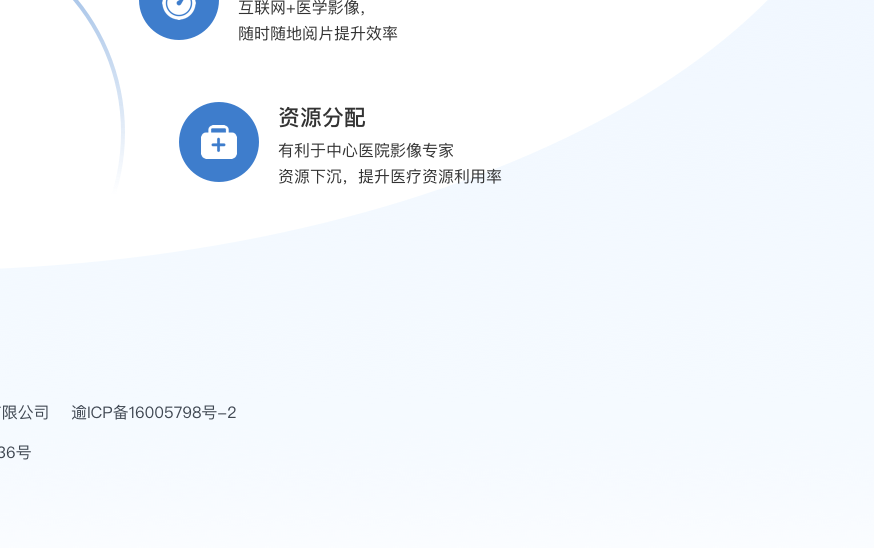 互联网+医学影像,
随时随地阅片提升效率
资源分配
有利于中心医院影像专家
资源下沉，提升医疗资源利用率
限公司 逾ICP备16005798号-2
36号